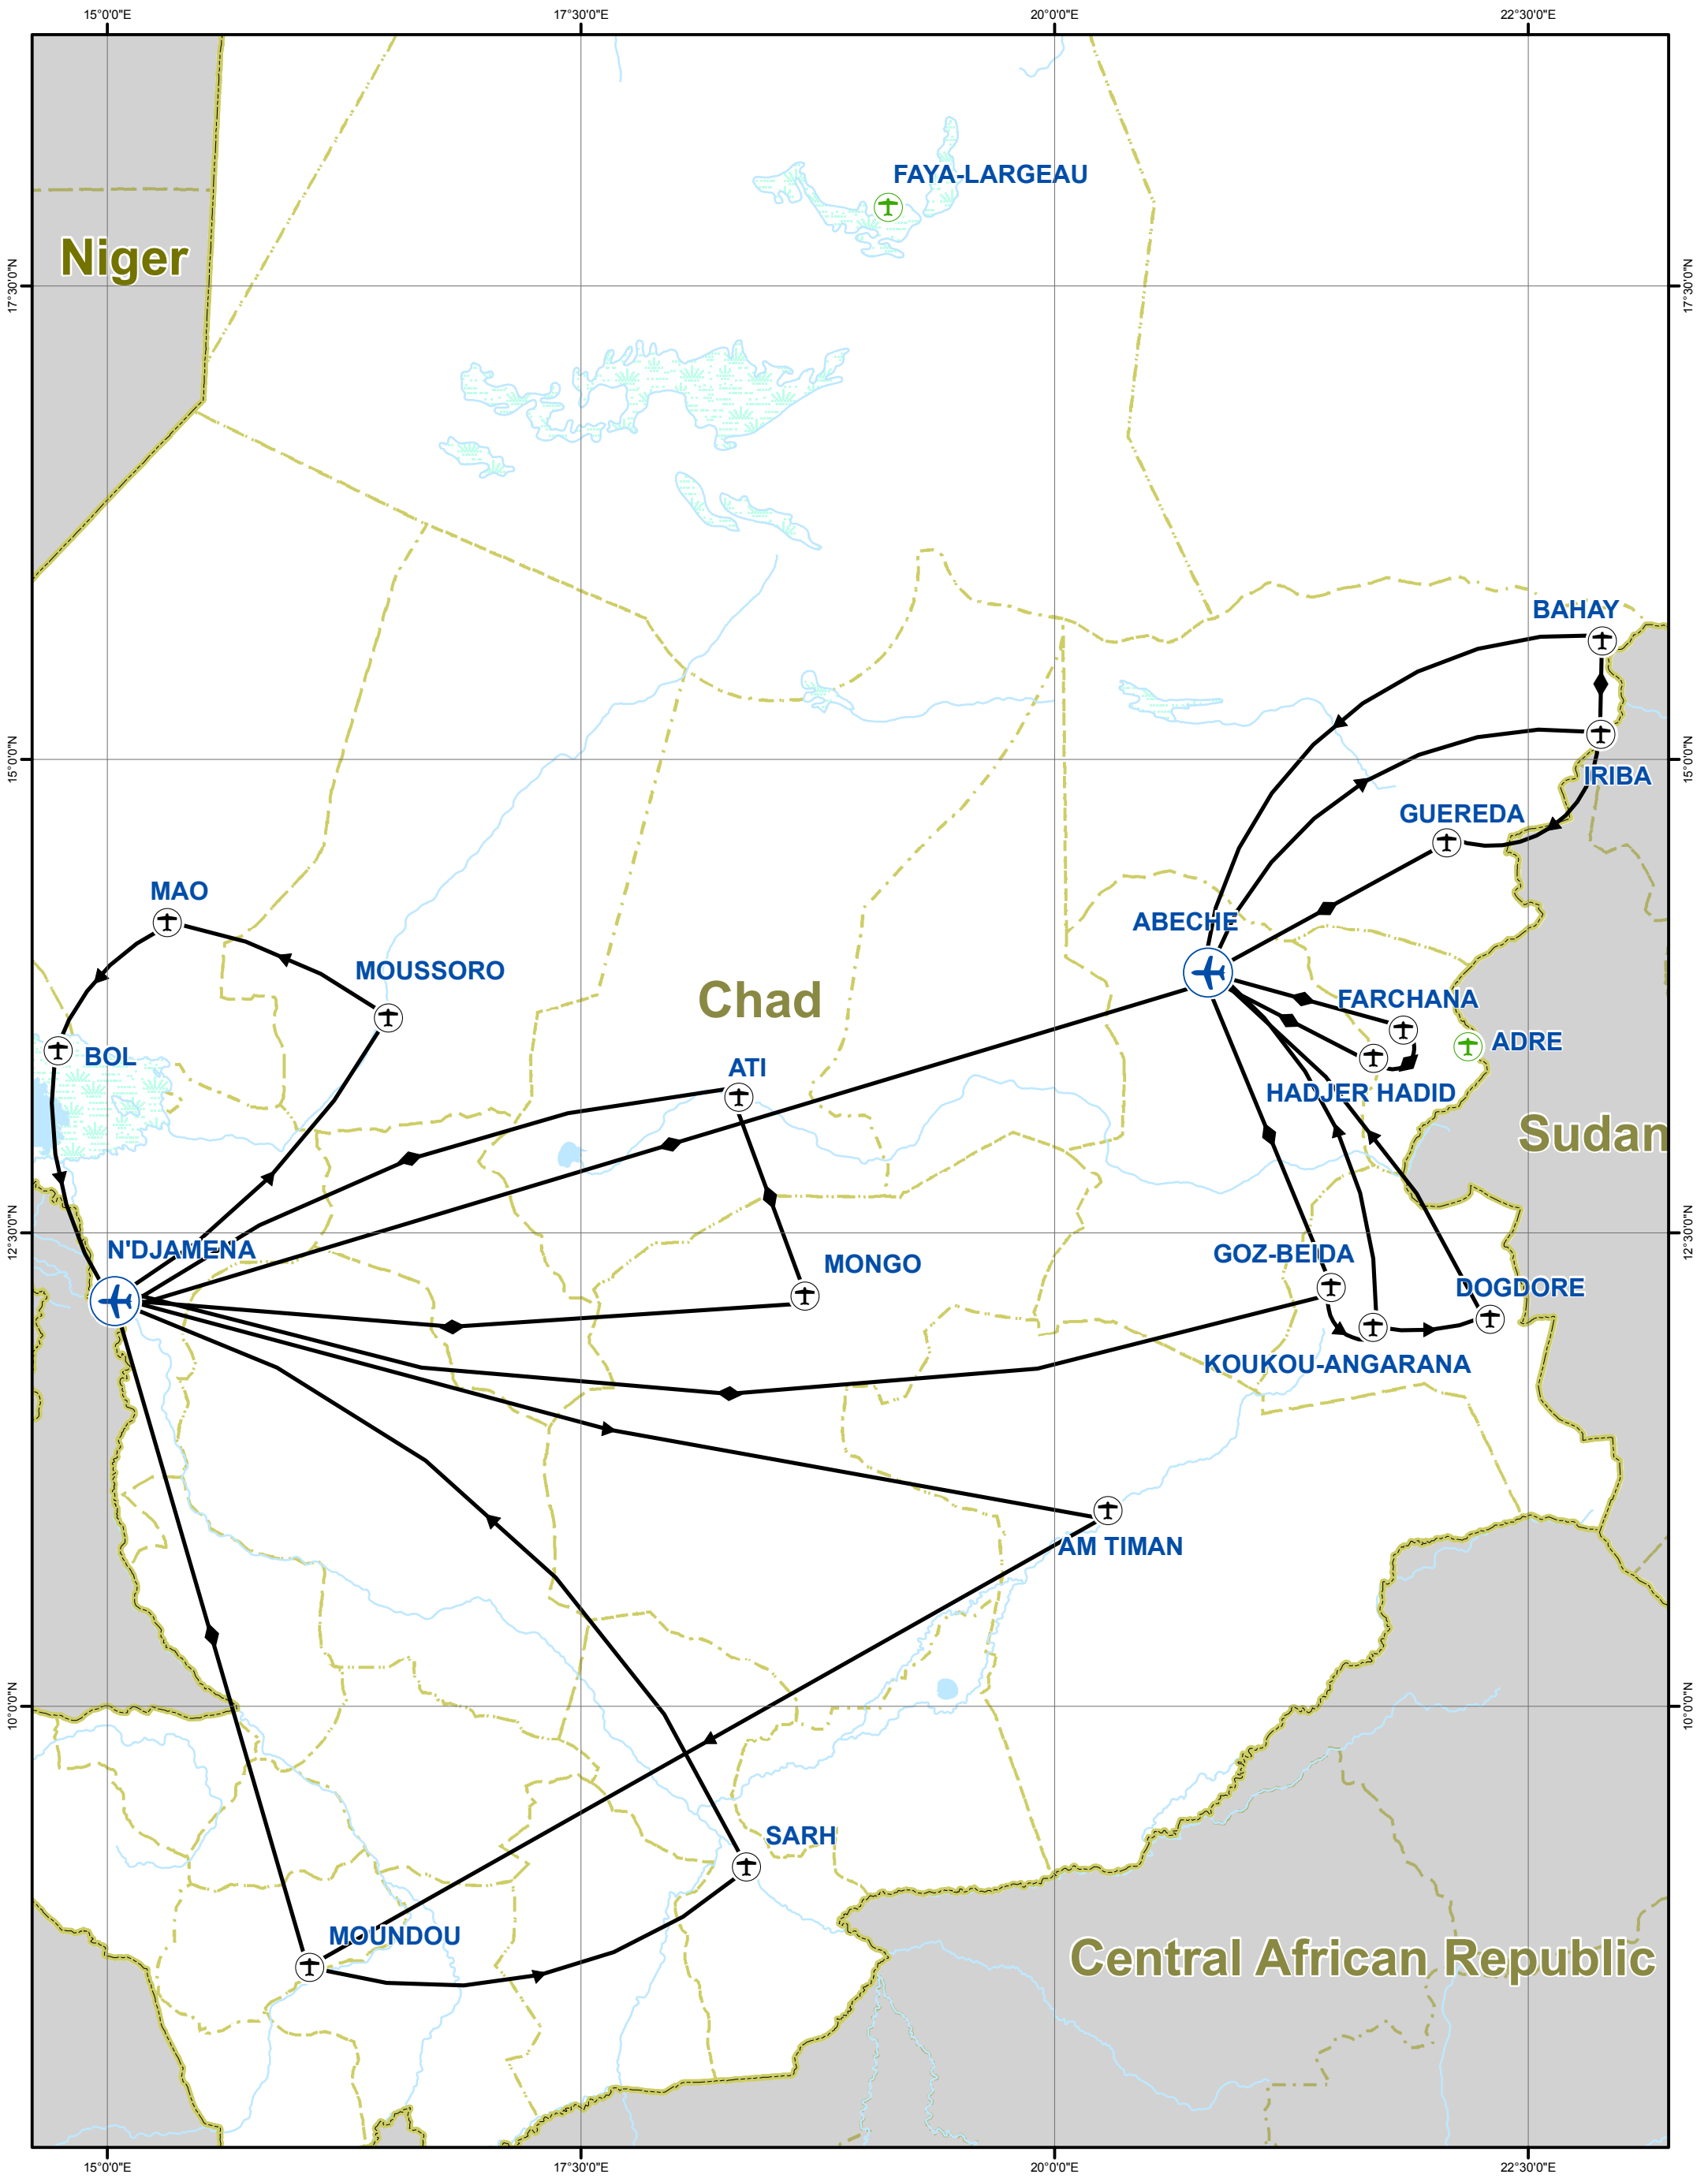 15°0'0"E
17°30'0"E
20°0'0"E
22°30'0"E
FAYA-LARGEAU
Niger
17°30'0"N
17°30'0"N
BAHAY
15°0'0"N
15°0'0"N
IRIBA
GUEREDA
MAO
ABECHE
MOUSSORO
FARCHANA
Chad
ADRE
BOL
ATI
HADJER HADID
Sudan
12°30'0"N
12°30'0"N
N'DJAMENA
GOZ-BEIDA
MONGO
DOGDORE
KOUKOU-ANGARANA
AM TIMAN
10°0'0"N
10°0'0"N
SARH
MOUNDOU
Central African Republic
15°0'0"E
17°30'0"E
20°0'0"E
22°30'0"E